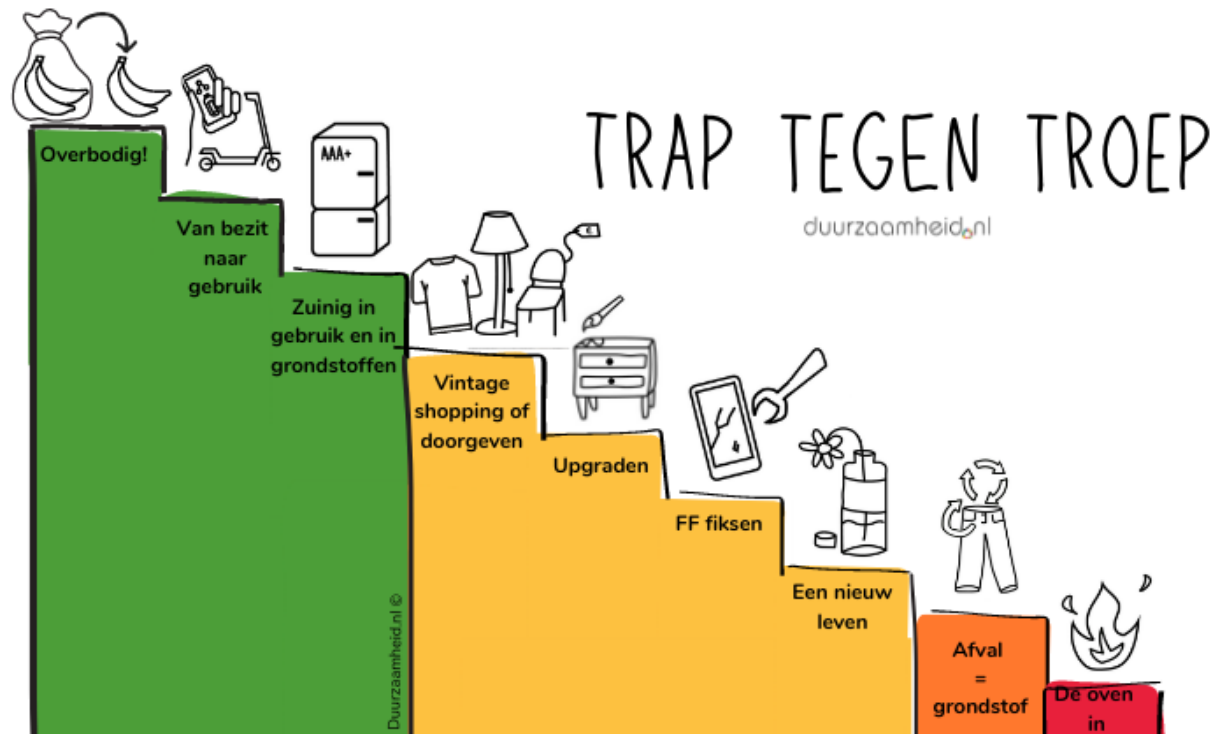 TRAP TEGEN TROEP
duurzaamheid.nl
Overbodig!
Van bezit
naar
gebruik
AAA+
Zuinig in
gebruik en in
grondstoffen
Duurzaamheid.nl ©
Vintage
shopping of
doorgeven
€
Upgraden
FF fiksen
Een nieuw
leven
Afval
=
grondstof
De oven
in